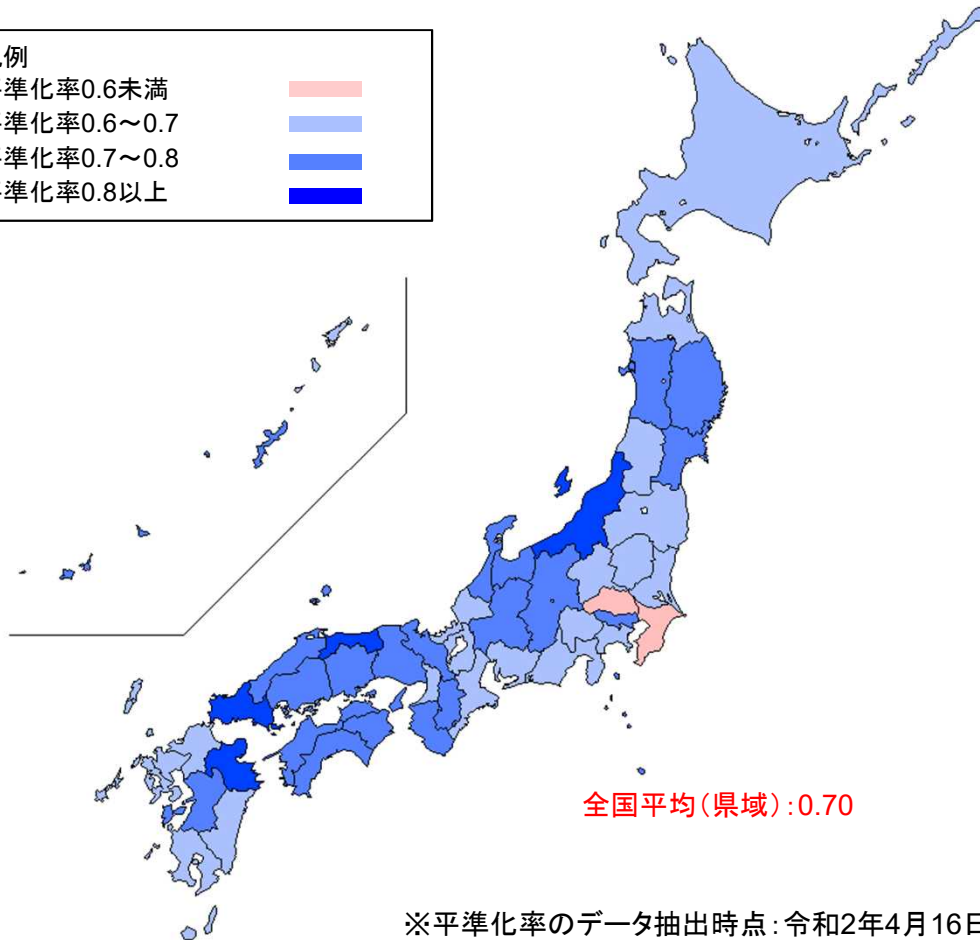 例
準化率0.6未満
準化率0.6～0.7
準化率0.7～0.8
準化率0.8以上
全国平均（県域）：0.70
※平準化率のデータ抽出時点：令和2年4月16日